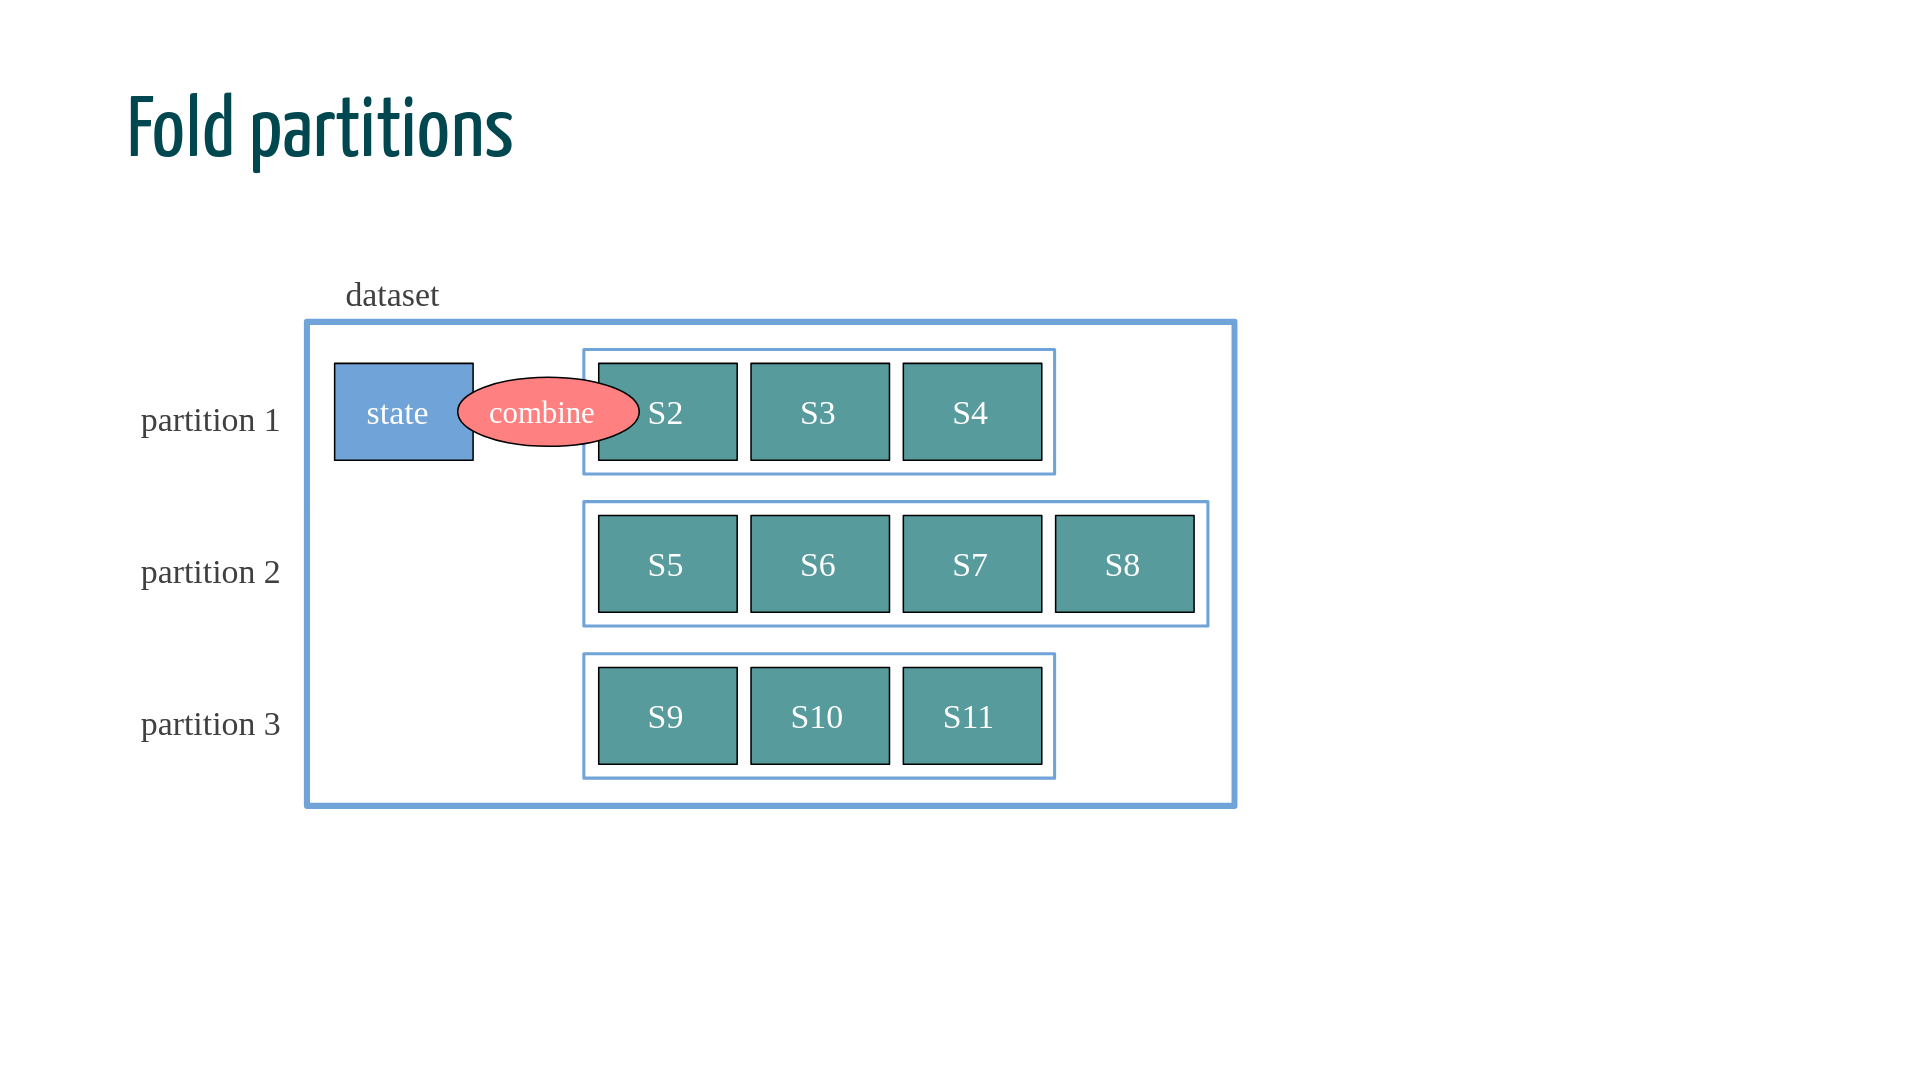 Fold partitions
dataset
partition 1
state
combine
S2
S3
S4
partition 2
S5
S6
S7
S8
partition 3
S9
S10
S11